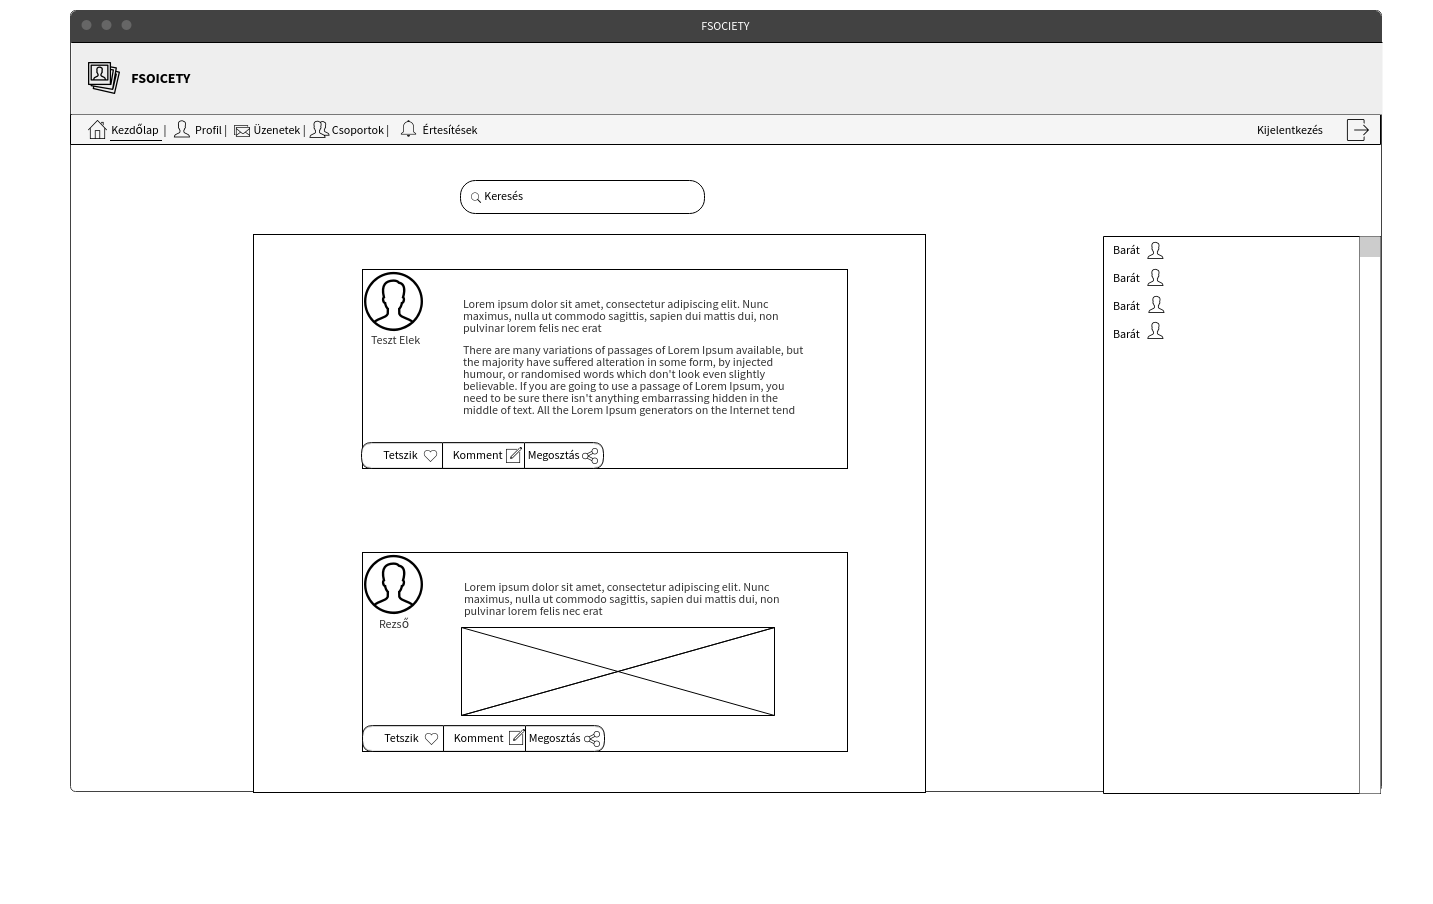 FSOCIETY
FSOICETY
Kezdőlap | Profil | Üzenetek | Csoportok | Értesítések Kijelentkezés
Keresés
Barát
Barát
Barát
Barát
Teszt Elek
Lorem ipsum dolor sit amet, consectetur adipiscing elit. Nunc
maximus, nulla ut commodo sagittis, sapien dui mattis dui, non
pulvinar lorem felis nec erat
There are many variations of passages of Lorem Ipsum available, but
the majority have suffered alteration in some form, by injected
humour, or randomised words which don't look even slightly
believable. If you are going to use a passage of Lorem Ipsum, you
need to be sure there isn't anything embarrassing hidden in the
middle of text. All the Lorem Ipsum generators on the Internet tend
Tetszik Komment Megosztás
Rezső
Lorem ipsum dolor sit amet, consectetur adipiscing elit. Nunc
maximus, nulla ut commodo sagittis, sapien dui mattis dui, non
pulvinar lorem felis nec erat
Tetszik Komment Megosztás